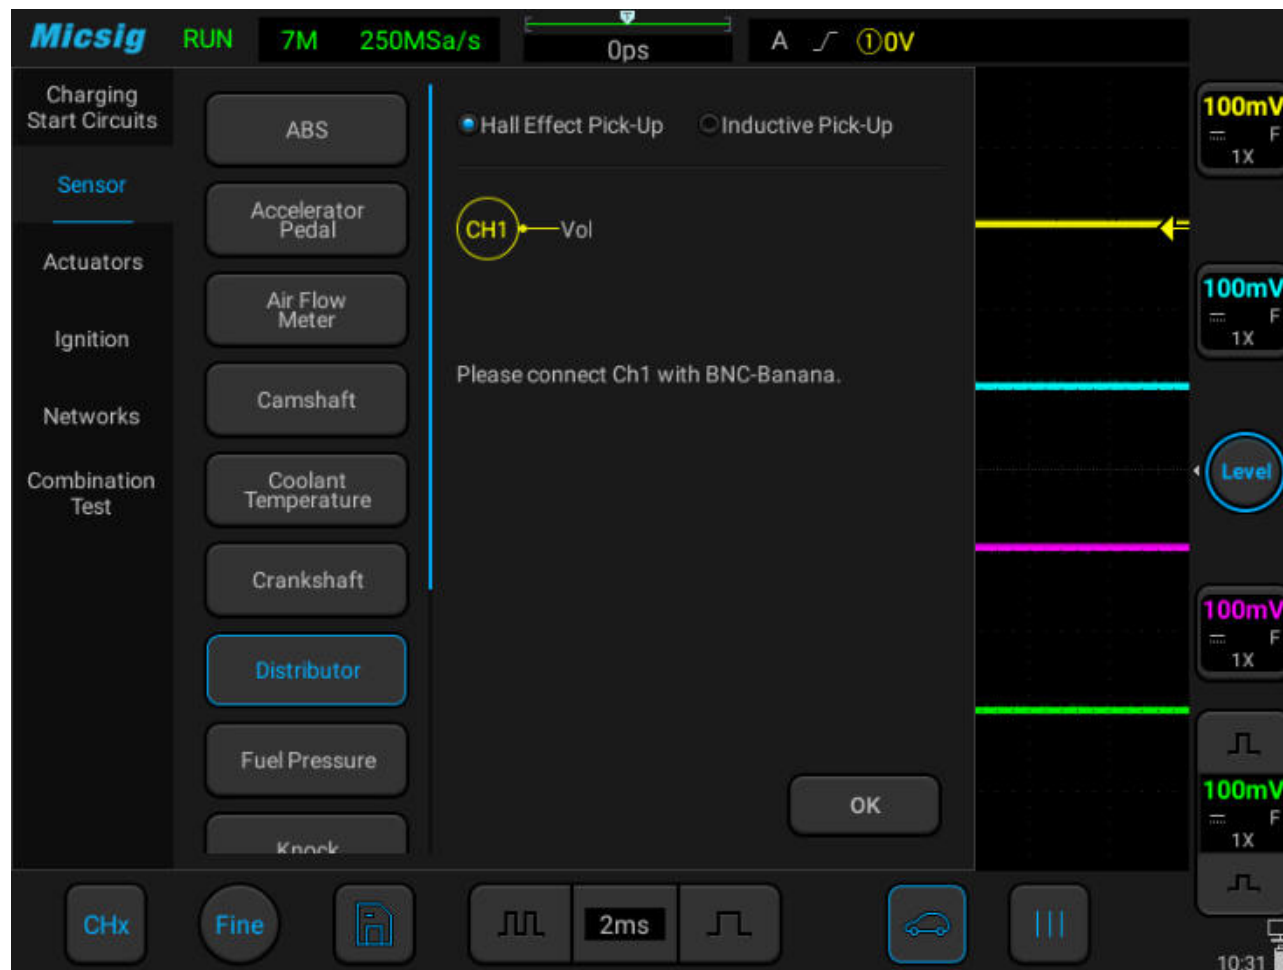 Micsig
RUN
7M
250MSa/s
T
0ps
A
1
0V
Charging
Start Circuits
Sensor
Actuators
Ignition
Networks
Combination
Test
ABS
Accelerator
Pedal
Air Flow
Meter
Camshaft
Coolant
Temperature
Crankshaft
Distributor
Fuel Pressure
Knock
Hall Effect Pick-Up
Inductive Pick-Up
CH1
Vol
Please connect Ch1 with BNC-Banana.
OK
100mV
F
1X
100mV
F
1X
Level
100mV
F
1X
100mV
F
1X
CHx
Fine
2ms
10:31